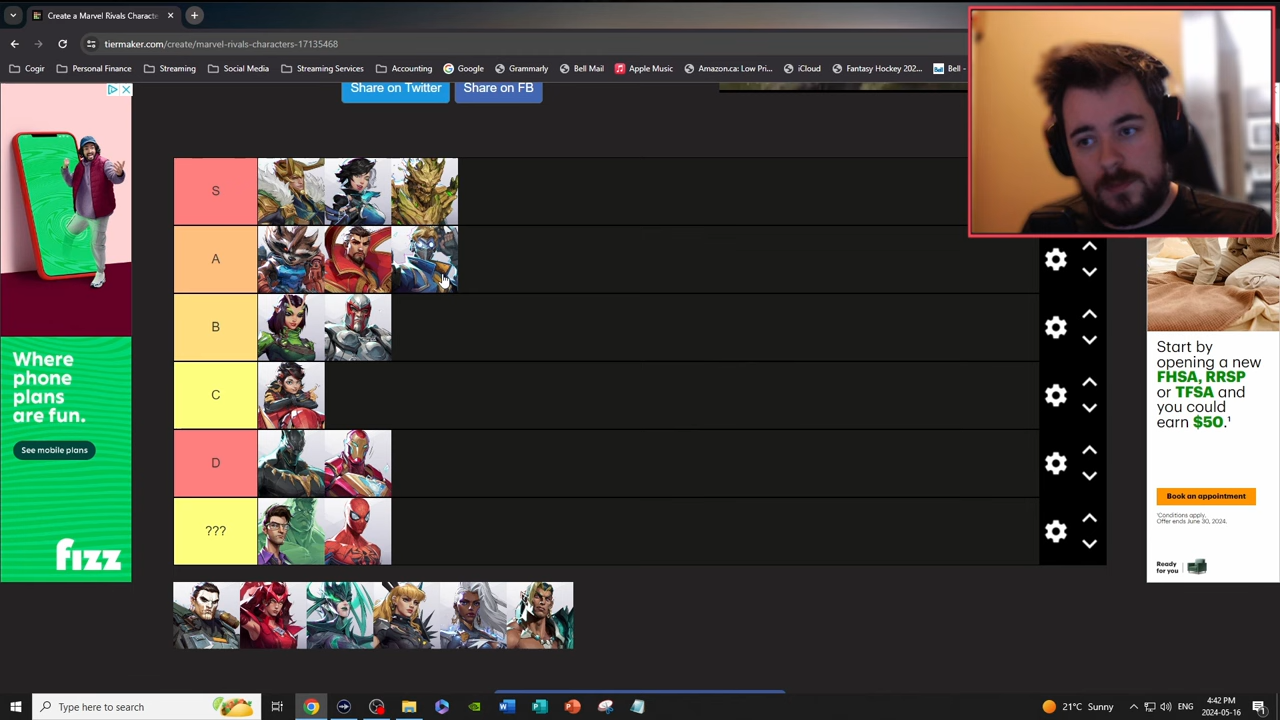 Create a Marvel Rivals Characte
tiermaker.com/create/marvel-rivals-characters-17135468
Cogir
Personal Finance
Streaming
Social Media
Streaming Services
Accounting
Google
Grammarly
Bell Mail
Apple Music
Amazon.ca: Low Pri...
iCloud
Fantasy Hockey 202...
Bell -
Share on Twitter
Share on FB
S
A
B
C
D
???
Where
phone
plans
are fun.
See mobile plans
fizz
Start by
opening a new
FHSA, RRSP
or TFSA and
you could
earn $50.¹
Book an appointment
¹Conditions apply.
Offer ends June 30, 2024.
Ready
for you
Type here to search
21°C Sunny
ENG
4:42 PM
2024-05-16